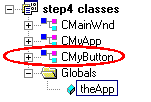 step4 classes
CMainWnd
CMyApp
CMyButton
Globals
theApp